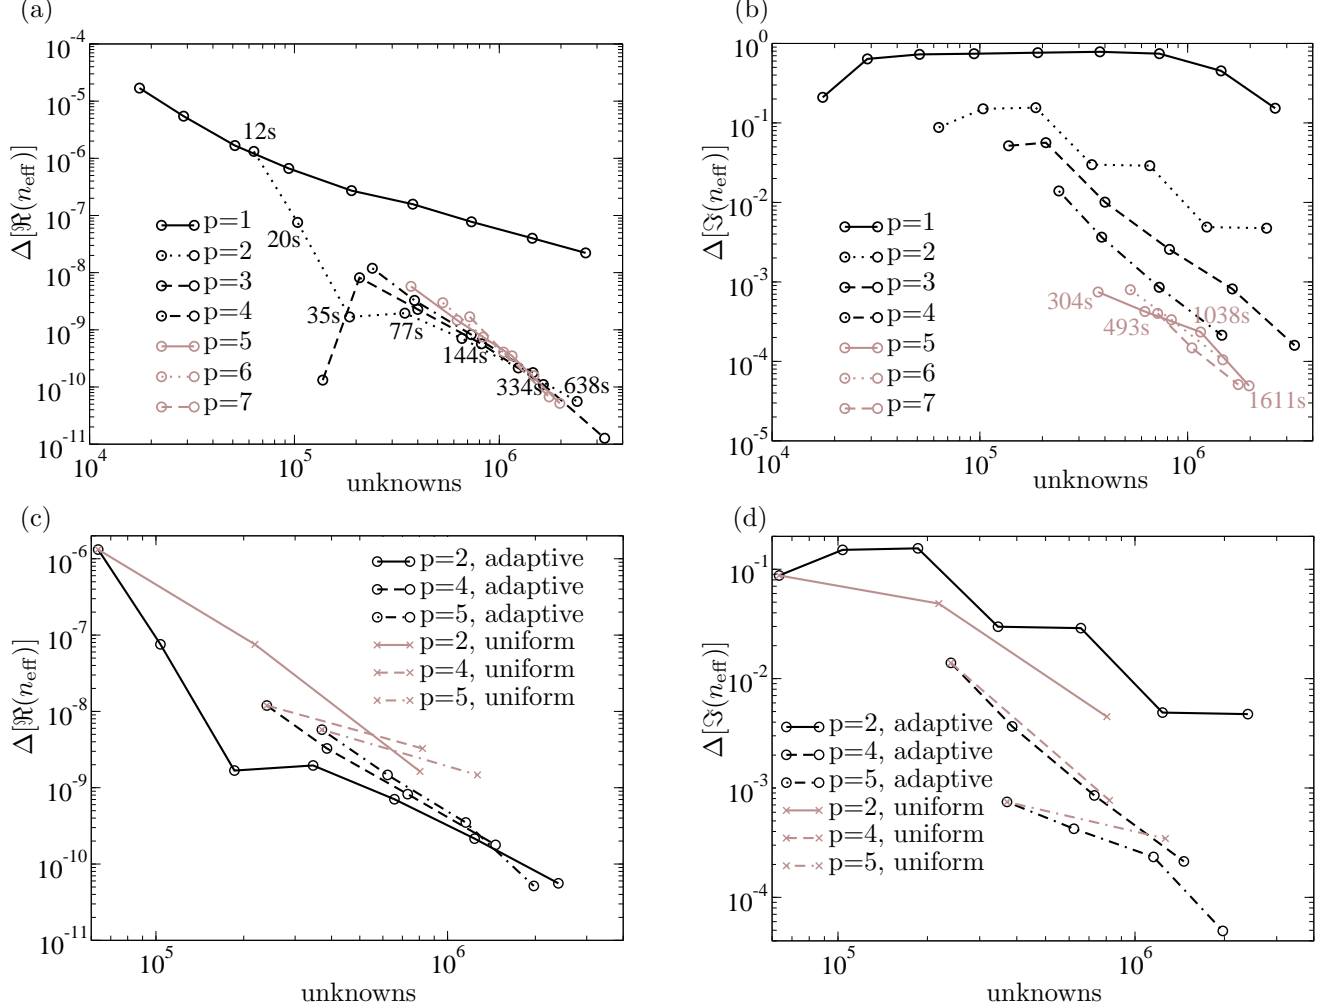 (a)
10^-4
10^-5
10^-6
10^-7
10^-8
10^-9
10^-10
10^-11
Δ[ℜ(n_eff)]
12s
20s
35s
77s
144s
334s
638s
p=1
p=2
p=3
p=4
p=5
p=6
p=7
10^4
10^5
10^6
unknowns
(b)
10^0
10^-1
10^-2
10^-3
10^-4
10^-5
Δ[ℑ(n_eff)]
304s
493s
1038s
1611s
p=1
p=2
p=3
p=4
p=5
p=6
p=7
10^4
10^5
10^6
unknowns
(c)
10^-6
10^-7
10^-8
10^-9
10^-10
10^-11
Δ[ℜ(n_eff)]
p=2, adaptive
p=4, adaptive
p=5, adaptive
p=2, uniform
p=4, uniform
p=5, uniform
10^5
10^6
unknowns
(d)
10^-1
10^-2
10^-3
10^-4
Δ[ℑ(n_eff)]
p=2, adaptive
p=4, adaptive
p=5, adaptive
p=2, uniform
p=4, uniform
p=5, uniform
10^5
10^6
unknowns